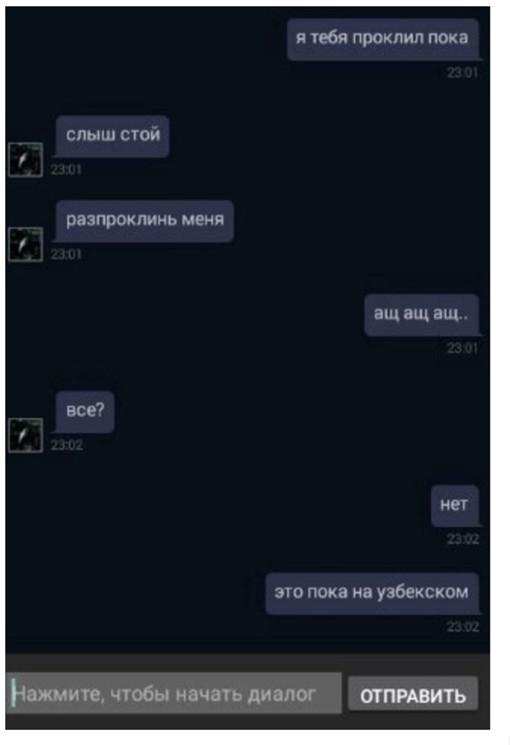 я тебя проклил пока
23:01
слыш стой
23:01
разпроклинь меня
23:01
ащ ащ ащ..
23:01
все?
23:02
нет
23:02
это пока на узбекском
23:02
Нажмите, чтобы начать диалог
ОТПРАВИТЬ